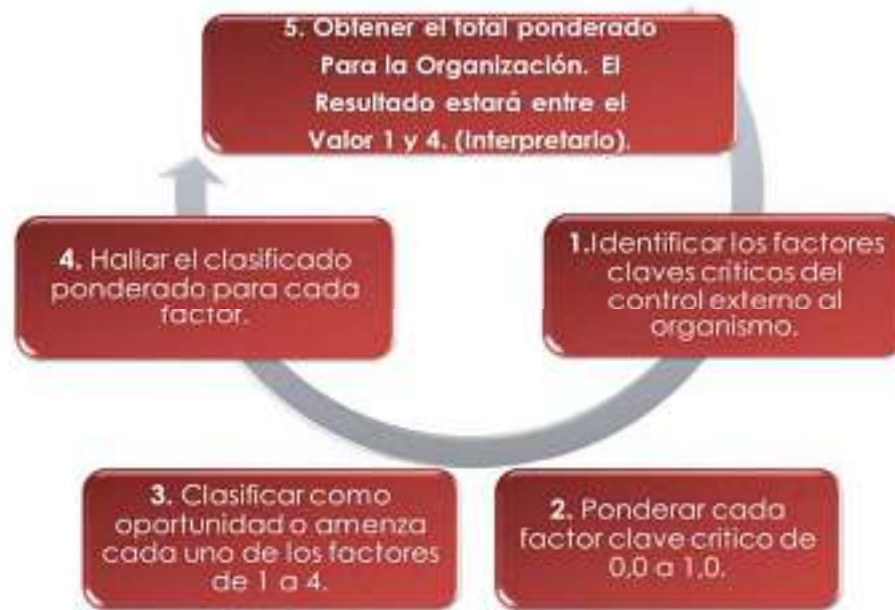 5. Obtener el total ponderado
Para la Organización. El
Resultado estará entre el
Valor 1 y 4. (Interpretarlo).
1.Identificar los factores
claves críticos del
control externo al
organismo.
2. Ponderar cada
factor clave crítico de
0,0 a 1,0.
3. Clasificar como
oportunidad o amenza
cada uno de los factores
de 1 a 4.
4. Hallar el clasificado
ponderado para cada
factor.